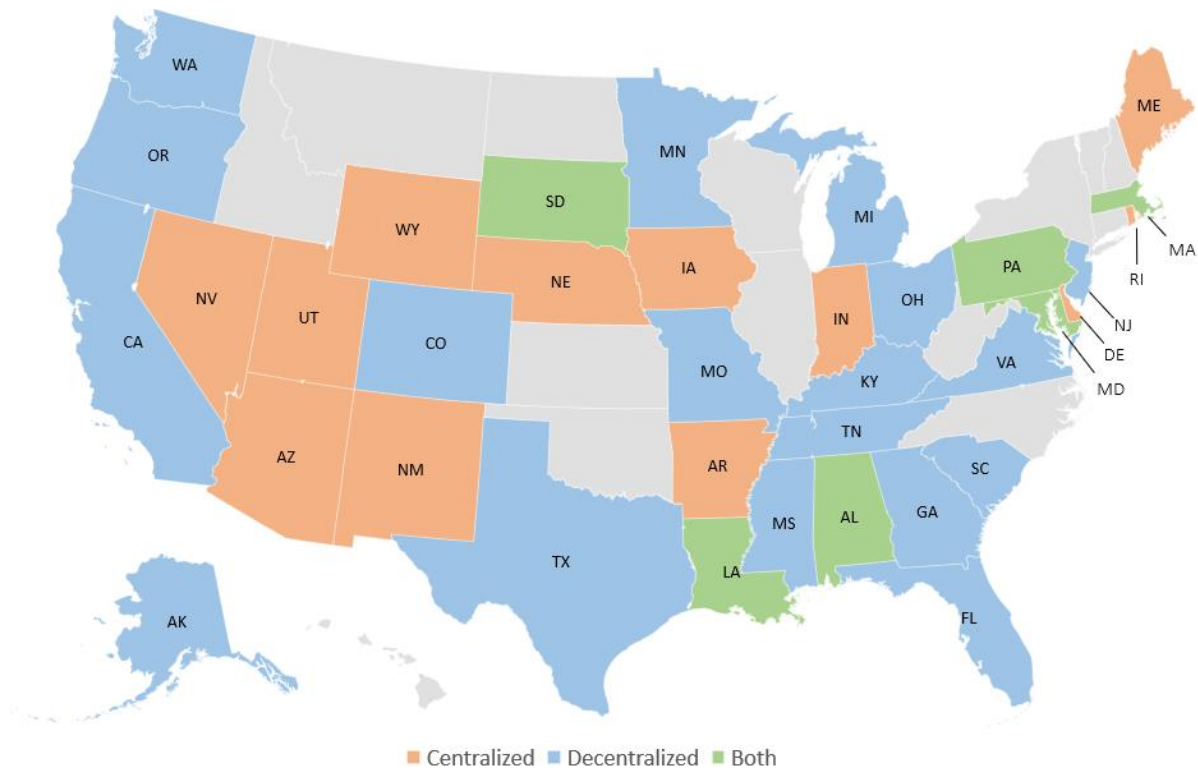 WA
ME
OR
MN
MI
SD
WY
MA
PA
IA
RI
NE
NV
OH
UT
IN
NJ
CA
CO
DE
VA
MO
KY
MD
TN
AZ
AR
NM
SC
GA
AL
MS
TX
LA
FL
AK
Centralized Decentralized Both